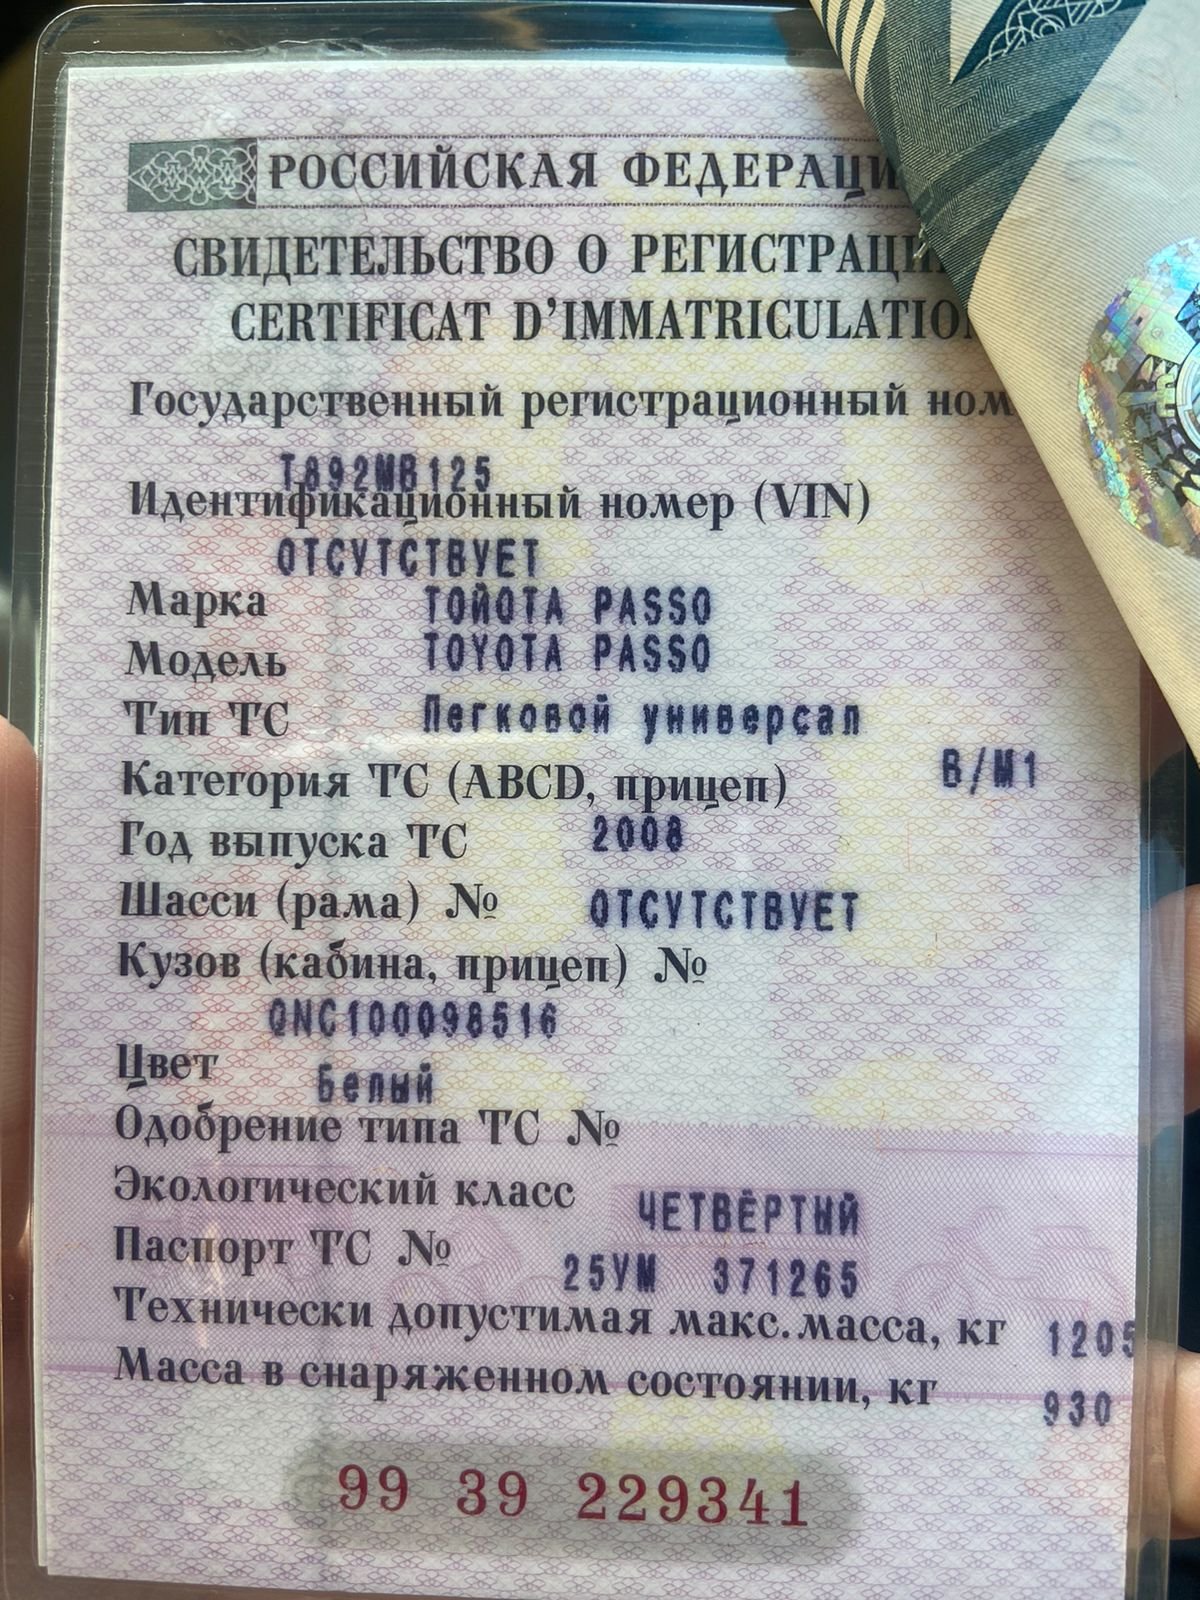 РОССИЙСКАЯ ФЕДЕРАЦИ
СВИДЕТЕЛЬСТВО О РЕГИСТРАЦИ
CERTIFICAT D'IMMATRICULATION
Государственный регистрационный ном
Т892МВ125
Идентификационный номер (VIN)
ОТСУТСТВУЕТ
Марка ТОЙОТА PASSO
Модель TOYOTA PASSO
Тип ТС Легковой универсал
Категория ТС (ABCD, прицеп) B/M1
Год выпуска ТС 2008
Шасси (рама) № ОТСУТСТВУЕТ
Кузов (кабина, прицеп) №
QNC100098516
Цвет Белый
Одобрение типа ТС №
Экологический класс ЧЕТВЁРТЫЙ
Паспорт ТС № 25УМ 371265
Технически допустимая макс.масса, кг 1205
Масса в снаряженном состоянии, кг 930
99 39 229341